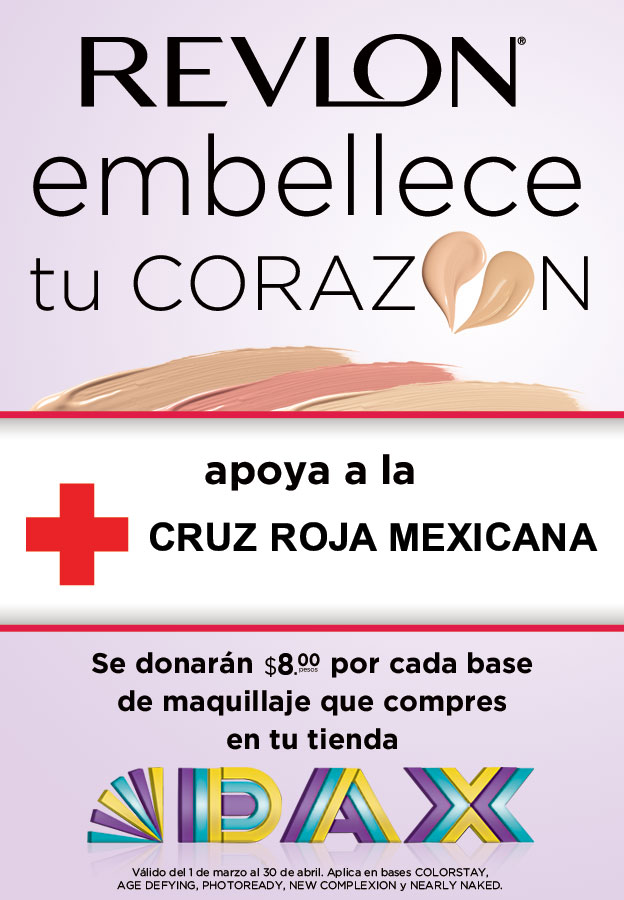 REVLON®
embellece
tu CORAZÓN
apoya a la
CRUZ ROJA MEXICANA
Se donarán $8.00 pesos por cada base
de maquillaje que compres
en tu tienda
DAX
Válido del 1 de marzo al 30 de abril. Aplica en bases COLORSTAY,
AGE DEFYING, PHOTOREADY, NEW COMPLEXION y NEARLY NAKED.